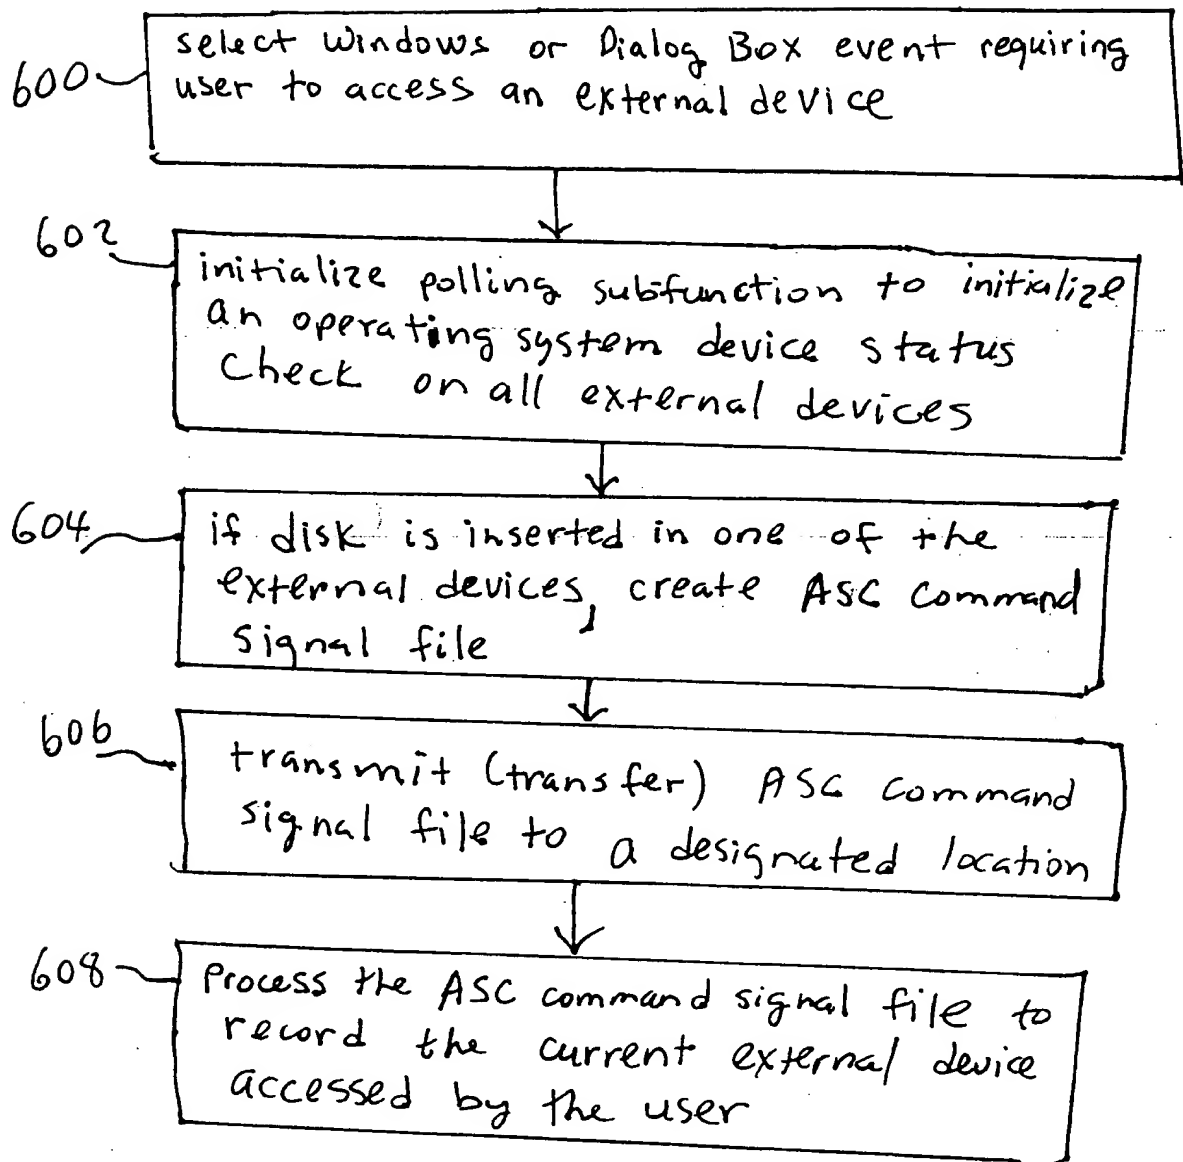 600
select Windows or Dialog Box event requiring
user to access an external device
602
initialize polling subfunction to initialize
an operating system device status
Check on all external devices
604
if disk is inserted in one of the
external devices, create ASC Command
signal file
606
transmit (transfer) ASC command
signal file to a designated location
608
Process the ASC command signal file to
record the current external device
accessed by the user